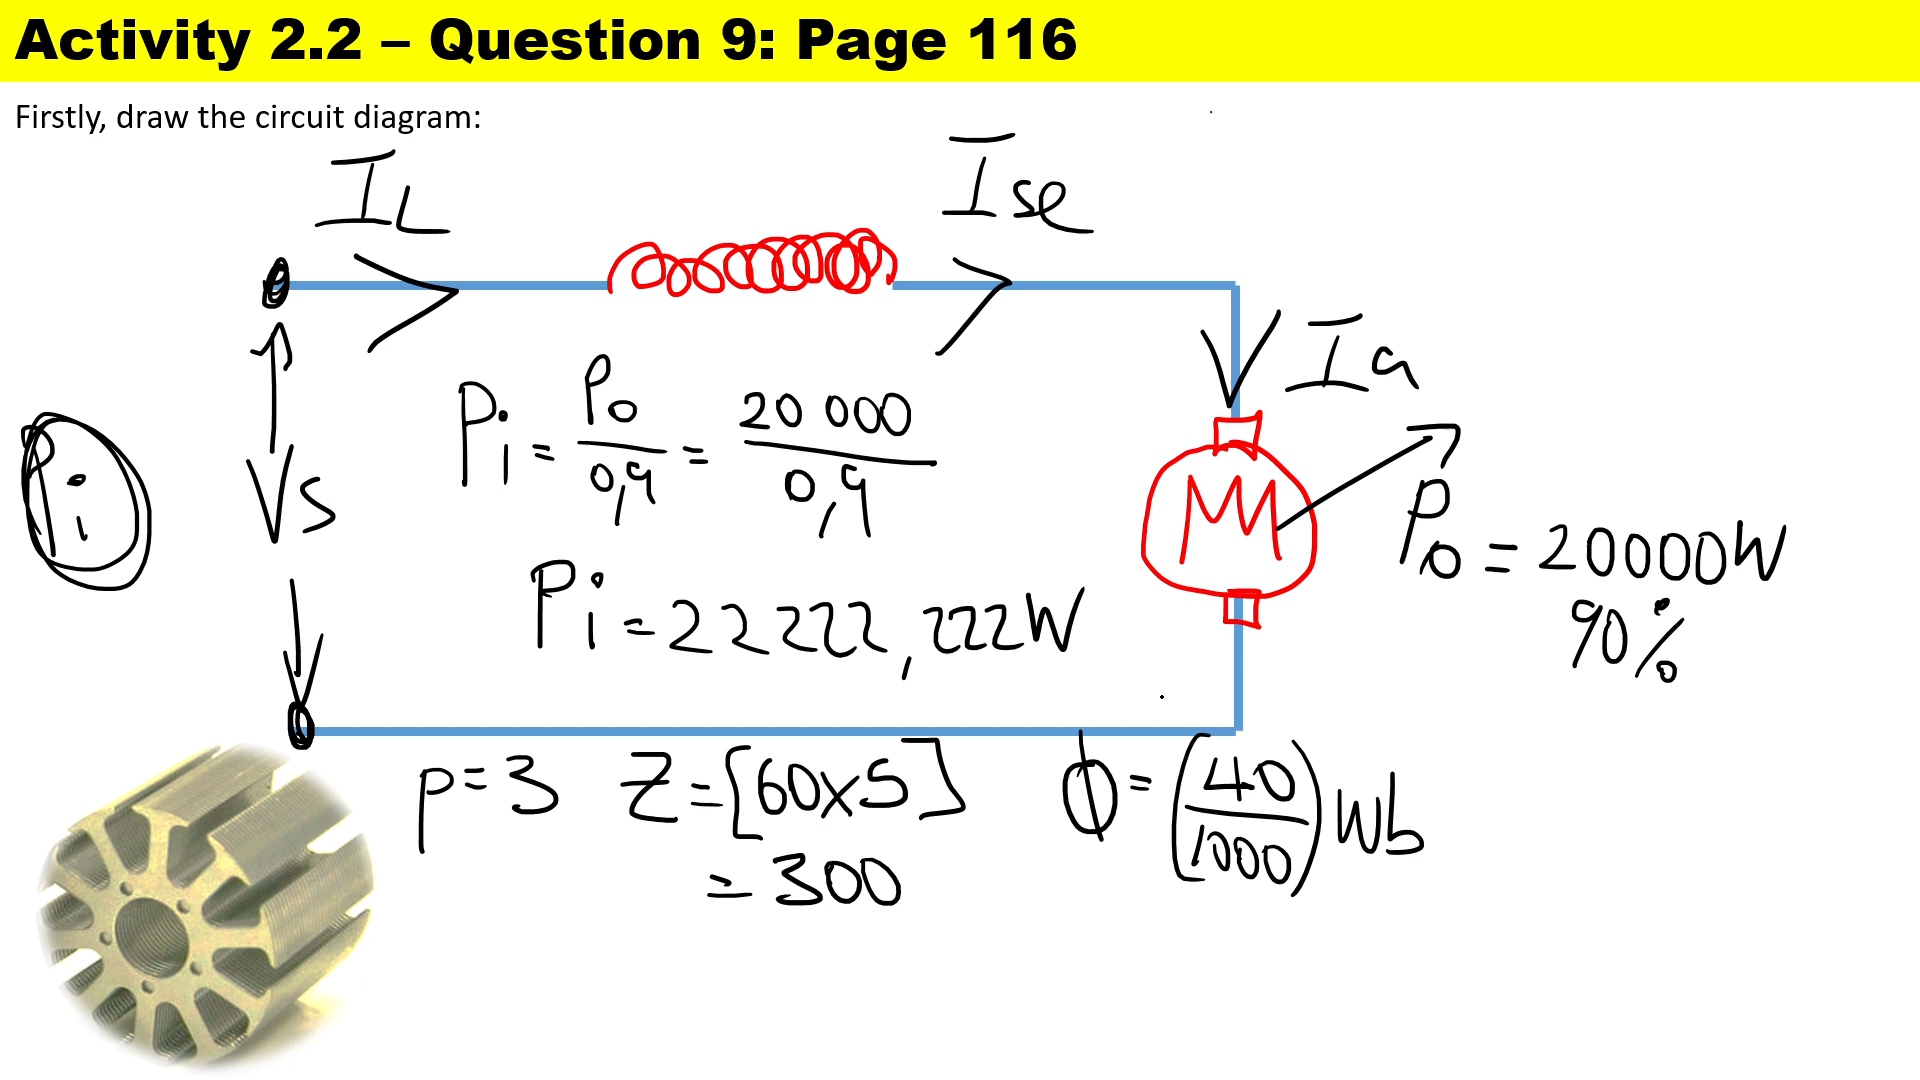 Activity 2.2 – Question 9: Page 116
Firstly, draw the circuit diagram:
IL
Ise
Ia
Pi
Vs
Pi = Po/0,9 = 20 000/0,9
Pi = 22222,222W
M
Po = 20000W
90%
p=3 Z=[60x5] ϕ=(40/1000)Wb
=300